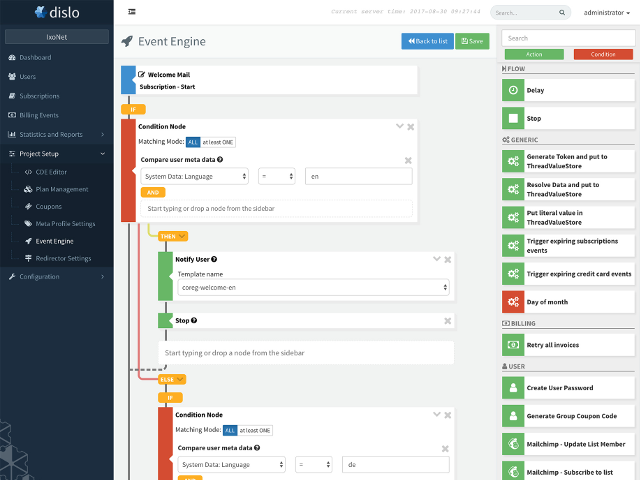 dislo
IxoNet
Dashboard
Users
Subscriptions
Billing Events
Statistics and Reports
Project Setup
CDE Editor
Plan Management
Coupons
Meta Profile Settings
Event Engine
Redirector Settings
Configuration
Current server time: 2017-08-30 09:27:44
Search...
administrator
Event Engine
Back to list
Save
Welcome Mail
Subscription - Start
IF
Condition Node
Matching Mode: ALL at least ONE
Compare user meta data
System Data: Language
=
en
AND
Start typing or drop a node from the sidebar
THEN
Notify User
Template name
coreg-welcome-en
Stop
Start typing or drop a node from the sidebar
ELSE
IF
Condition Node
Matching Mode: ALL at least ONE
Compare user meta data
System Data: Language
=
de
AND
Search
Action
Condition
FLOW
Delay
Stop
GENERIC
Generate Token and put to
ThreadValueStore
Resolve Data and put to
ThreadValueStore
Put literal value in
ThreadValueStore
Trigger expiring subscriptions
events
Trigger expiring credit card events
Day of month
BILLING
Retry all invoices
USER
Create User Password
Generate Group Coupon Code
Mailchimp - Update List Member
Mailchimp - Subscribe to list